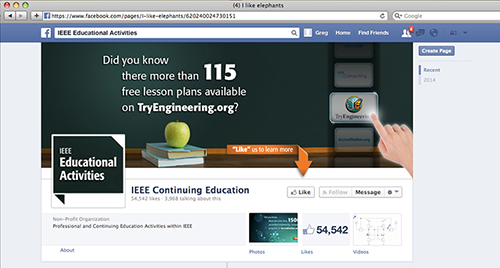 (4) I like elephants
https://www.facebook.com/pages/I-like-elephants/620240024730151
Google
IEEE Educational Activities
Greg
Home
Find Friends
Create Page
Recent
2014
Did you know
there more than 115
free lesson plans available
on TryEngineering.org?
TryEngineering
"Like" us to learn more
IEEE
Educational
Activities
IEEE Continuing Education
54,542 likes · 3,968 talking about this
Like
Follow
Message
Non-Profit Organization
Professional and Continuing Education Activities within IEEE
About
54,542
Photos
Likes
Videos